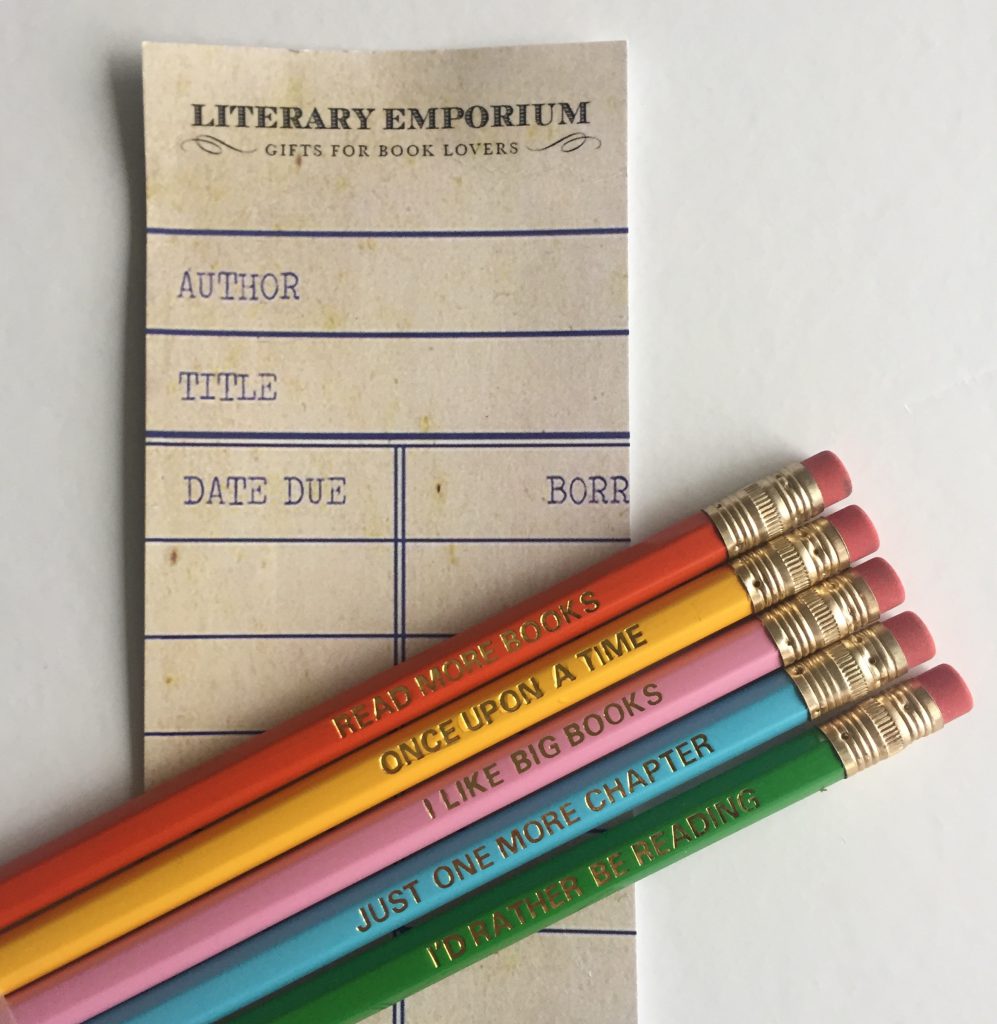 LITERARY EMPORIUM
GIFTS FOR BOOK LOVERS
AUTHOR
TITLE
DATE DUE BORR
READ MORE BOOKS
ONCE UPON A TIME
I LIKE BIG BOOKS
JUST ONE MORE CHAPTER
I'D RATHER BE READING